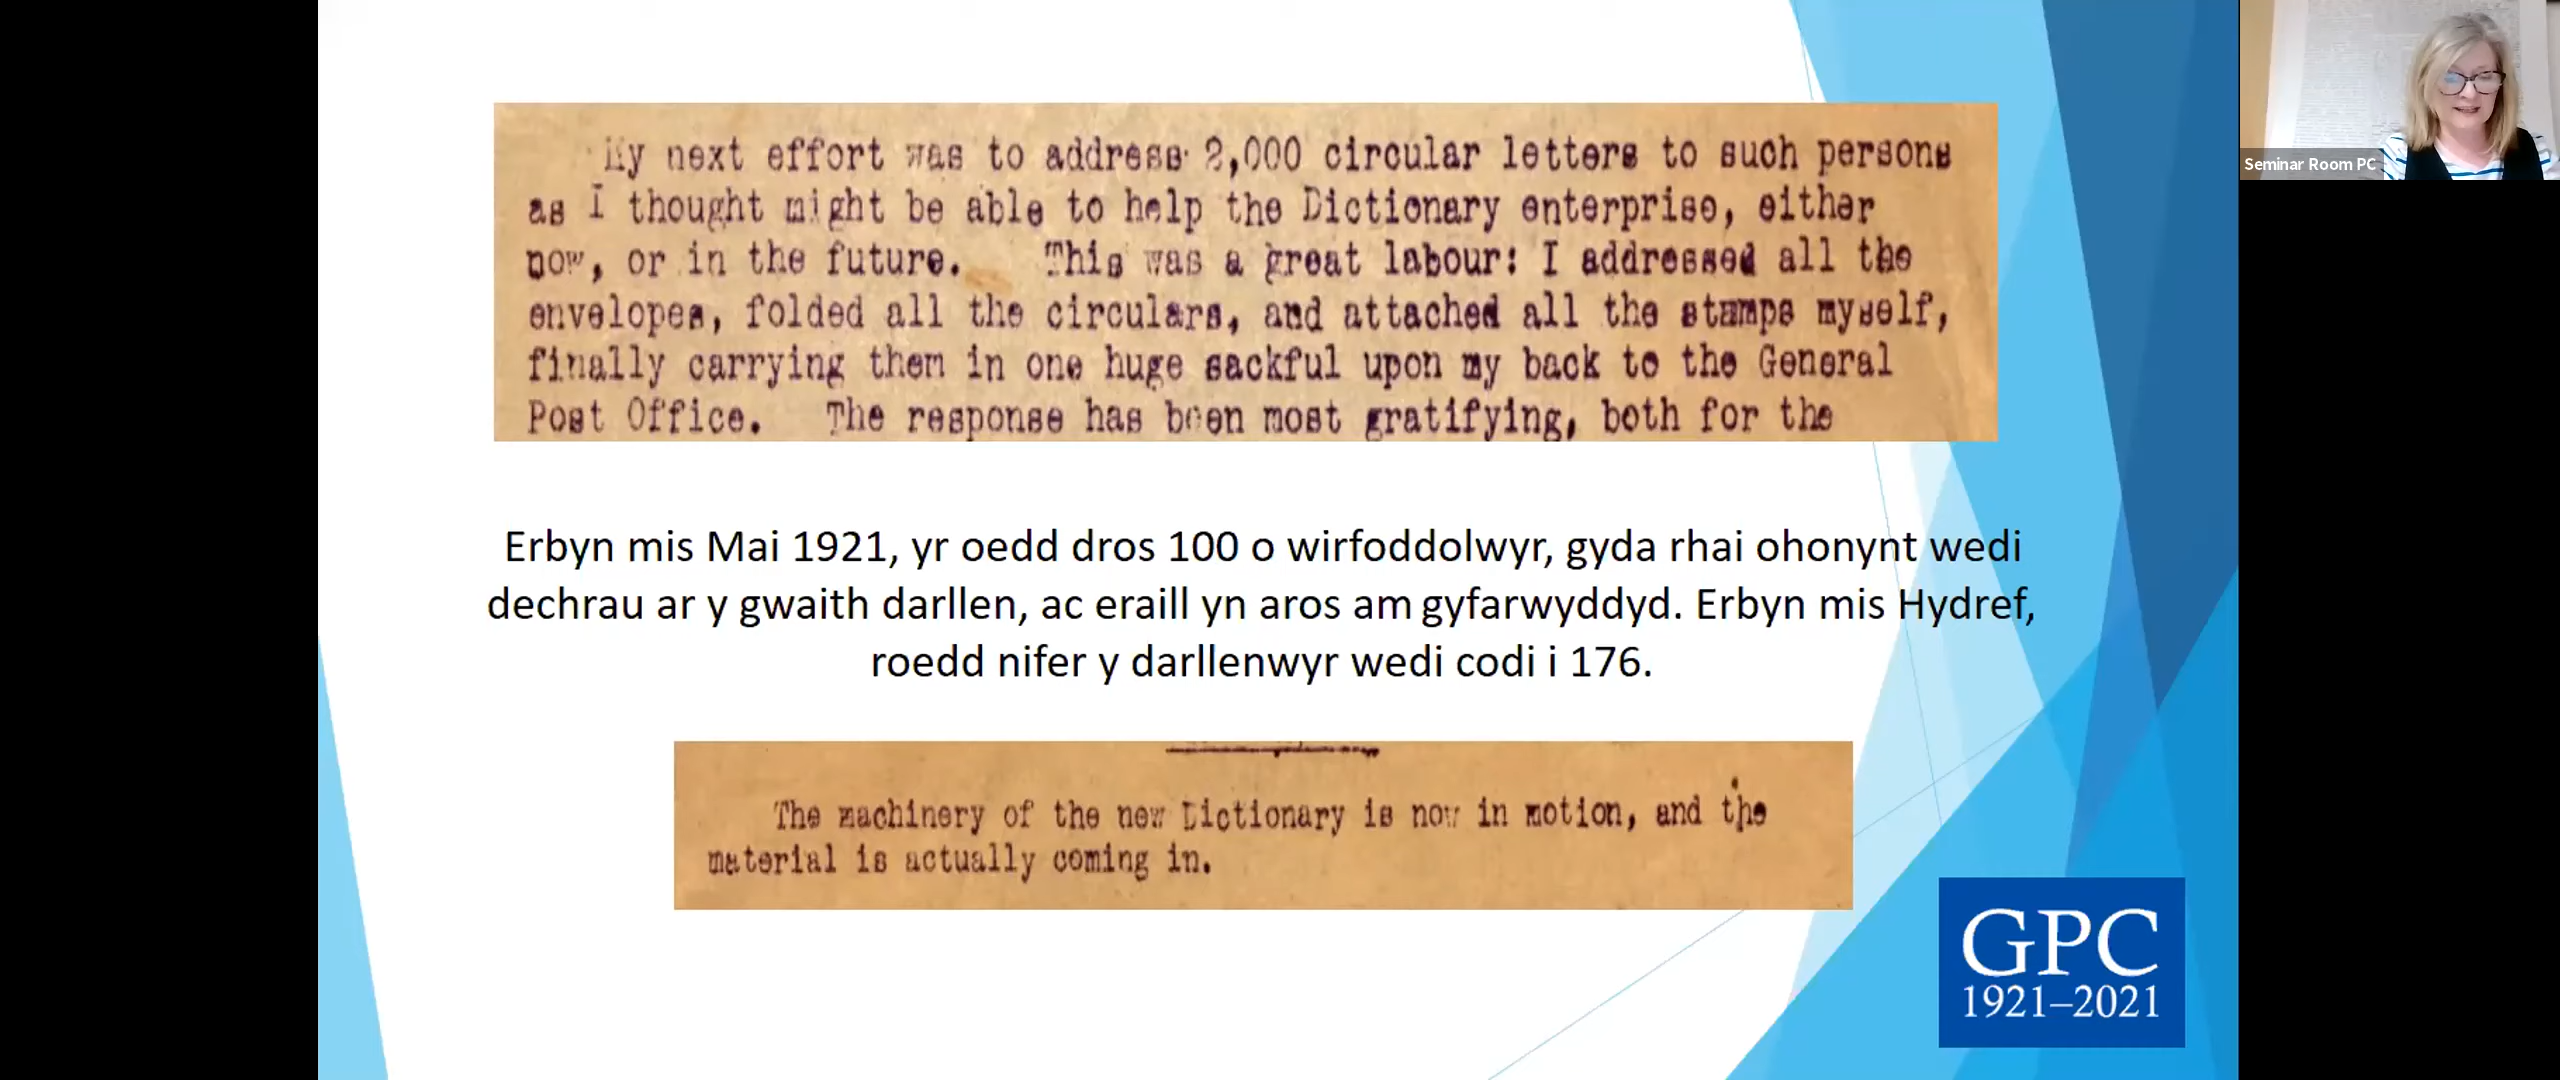 My next effort was to address 2,000 circular letters to such persons
as I thought might be able to help the Dictionary enterprise, either
now, or in the future. This was a great labour: I addressed all the
envelopes, folded all the circulars, and attached all the stamps myself,
finally carrying them in one huge sackful upon my back to the General
Post Office. The response has been most gratifying, both for the
Erbyn mis Mai 1921, yr oedd dros 100 o wirfoddolwyr, gyda rhai ohonynt wedi
dechrau ar y gwaith darllen, ac eraill yn aros am gyfarwyddyd. Erbyn mis Hydref,
roedd nifer y darllenwyr wedi codi i 176.
The machinery of the new Dictionary is now in motion, and the
material is actually coming in.
GPC
1921–2021
Seminar Room PC